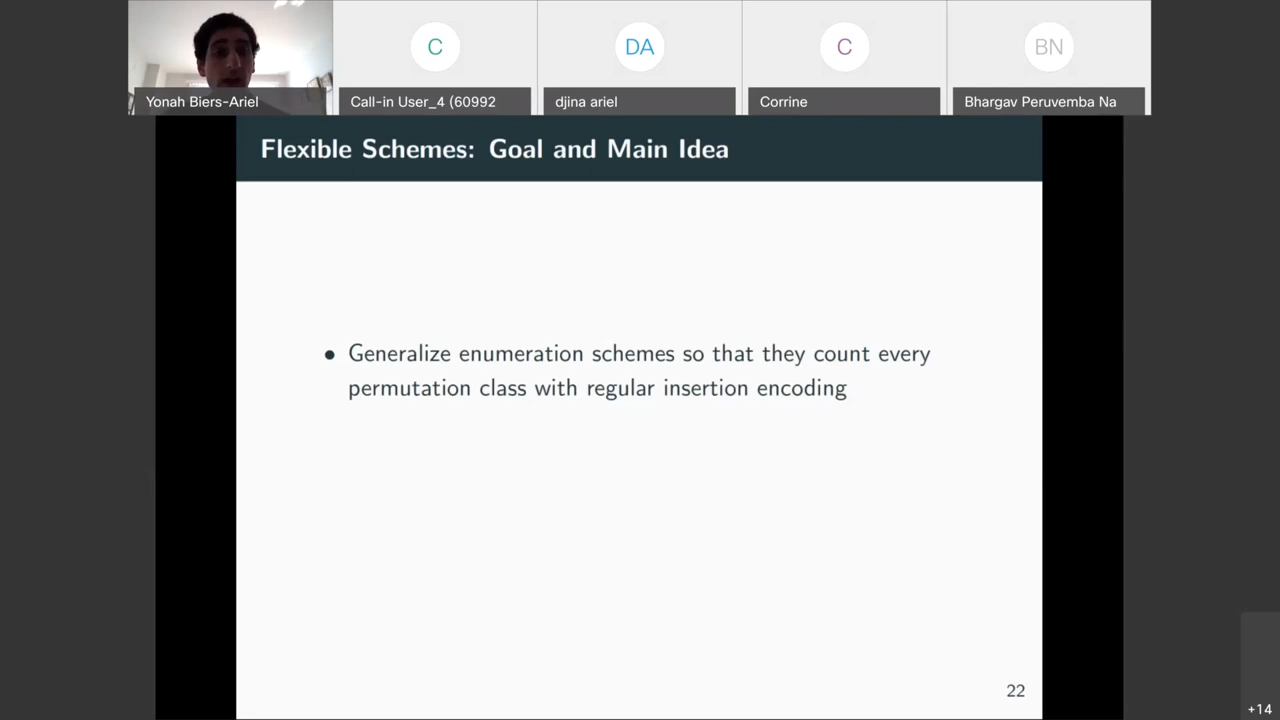 C
DA
C
BN
Yonah Biers-Ariel
Call-in User_4 (60992
djina ariel
Corrine
Bhargav Peruvemba Na
Flexible Schemes: Goal and Main Idea
• Generalize enumeration schemes so that they count every
permutation class with regular insertion encoding
22
+14